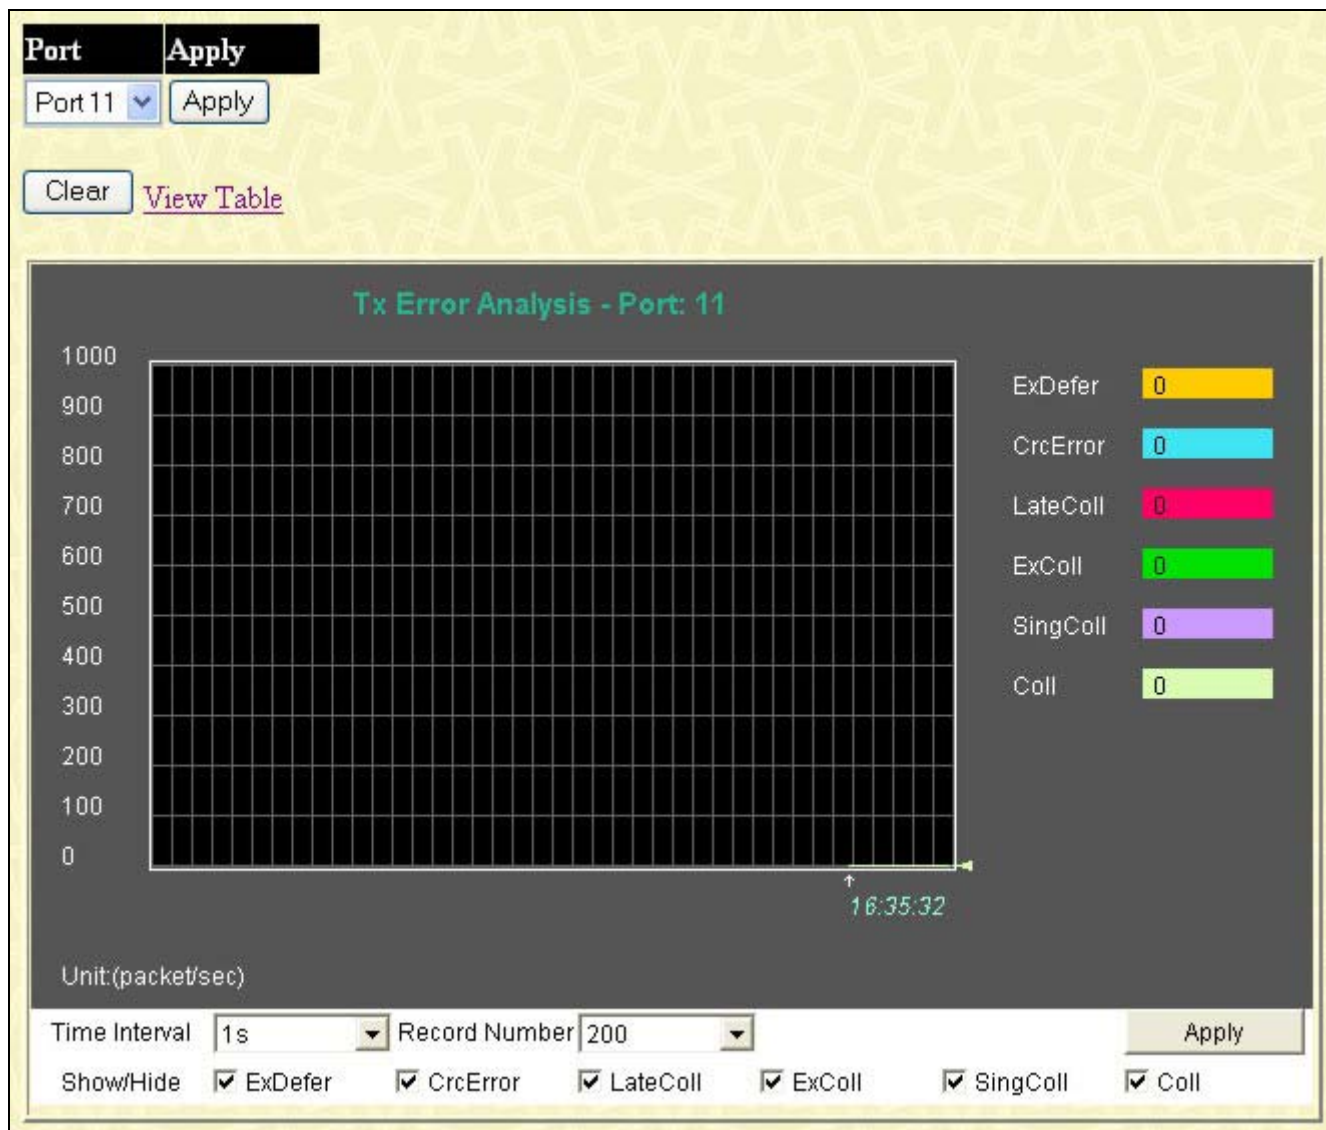 Port Apply
Port 11 Apply
Clear View Table
Tx Error Analysis - Port: 11
1000
900
800
700
600
500
400
300
200
100
0
ExDefer 0
CrcError 0
LateColl 0
ExColl 0
SingColl 0
Coll 0
16:35:32
Unit:(packet/sec)
Time Interval 1s Record Number 200 Apply
Show/Hide ExDefer CrcError LateColl ExColl SingColl Coll